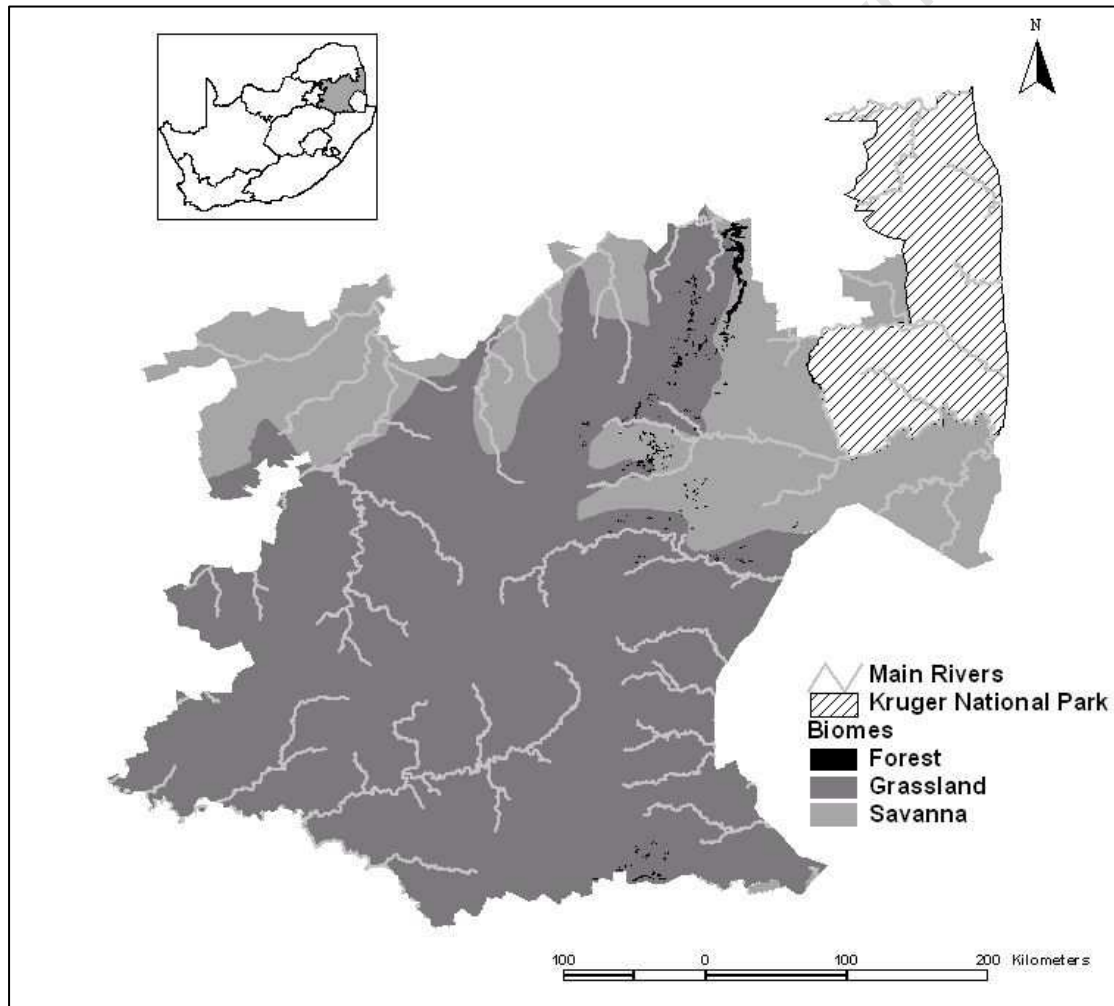 N
Main Rivers
Kruger National Park
Biomes
Forest
Grassland
Savanna
100 0 100 200 Kilometers